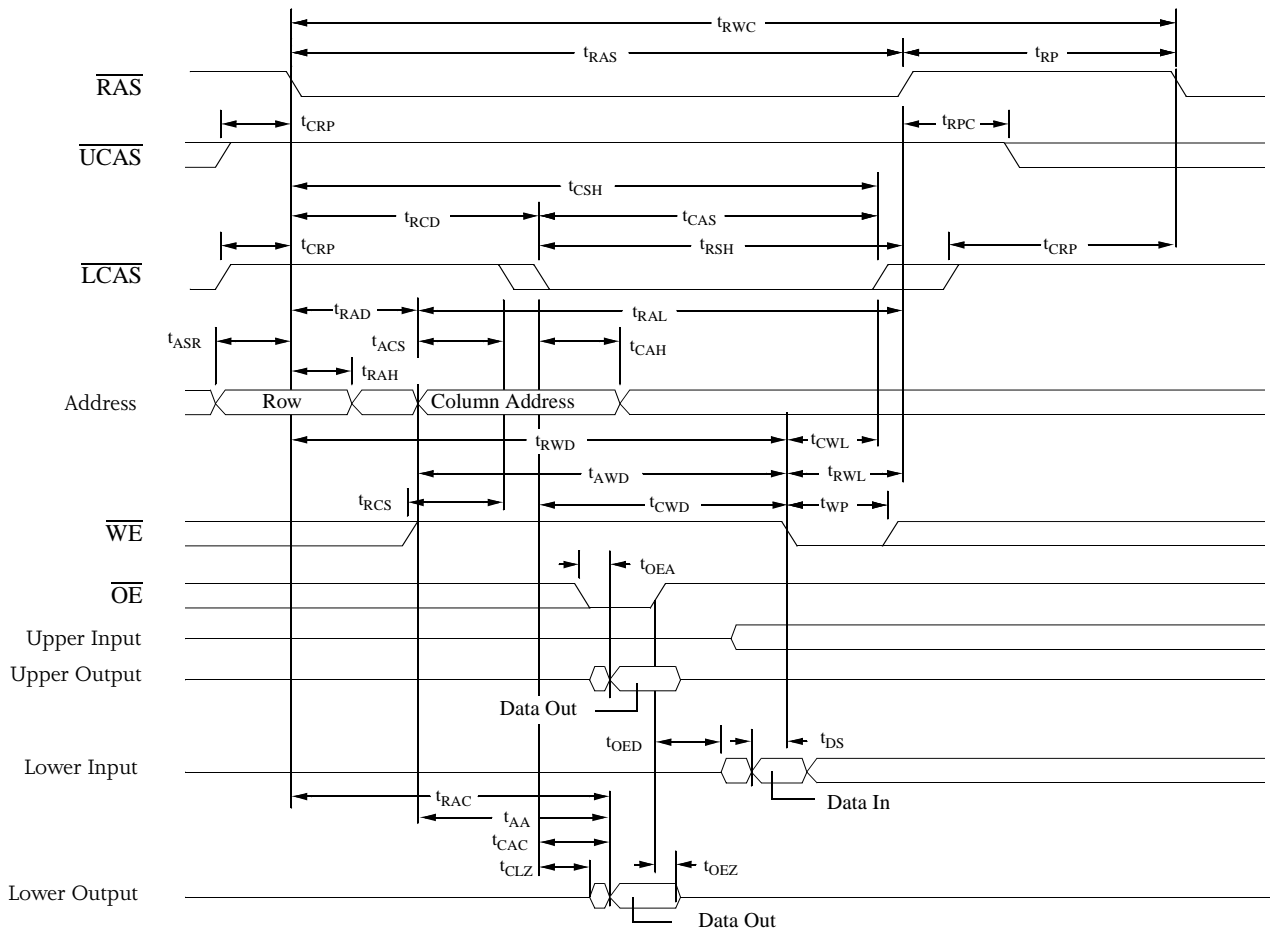 tRWC
tRAS
tRP
RAS
tCRP
tRPC
UCAS
tCSH
tRCD
tCAS
tCRP
tRSH
tCRP
LCAS
tRAD
tRAL
tASR
tACS
tCAH
tRAH
Address
Row
Column Address
tRWD
tCWL
tAWD
tRWL
tRCS
tCWD
tWP
WE
tOEA
OE
Upper Input
Upper Output
Data Out
tOED
tDS
Lower Input
tRAC
Data In
tAA
tCAC
tCLZ
tOEZ
Lower Output
Data Out